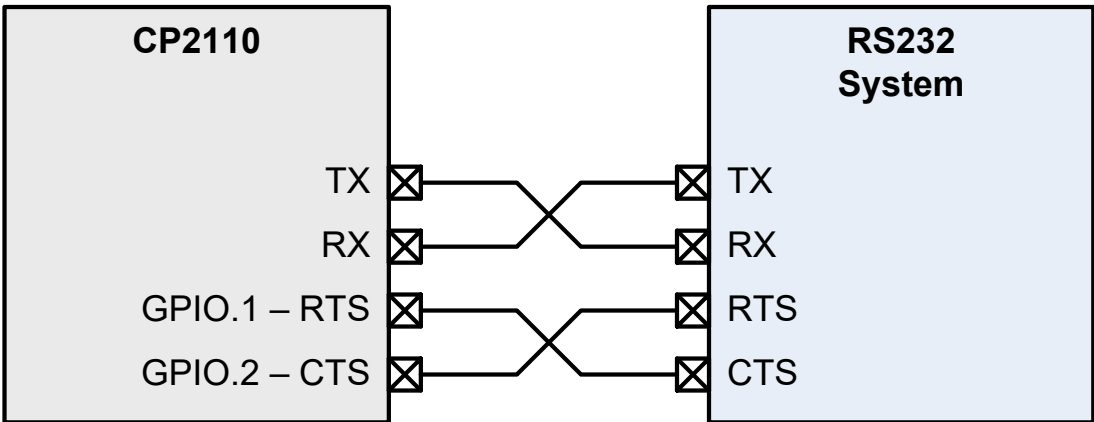 CP2110
TX
RX
GPIO.1 – RTS
GPIO.2 – CTS
RS232
System
TX
RX
RTS
CTS